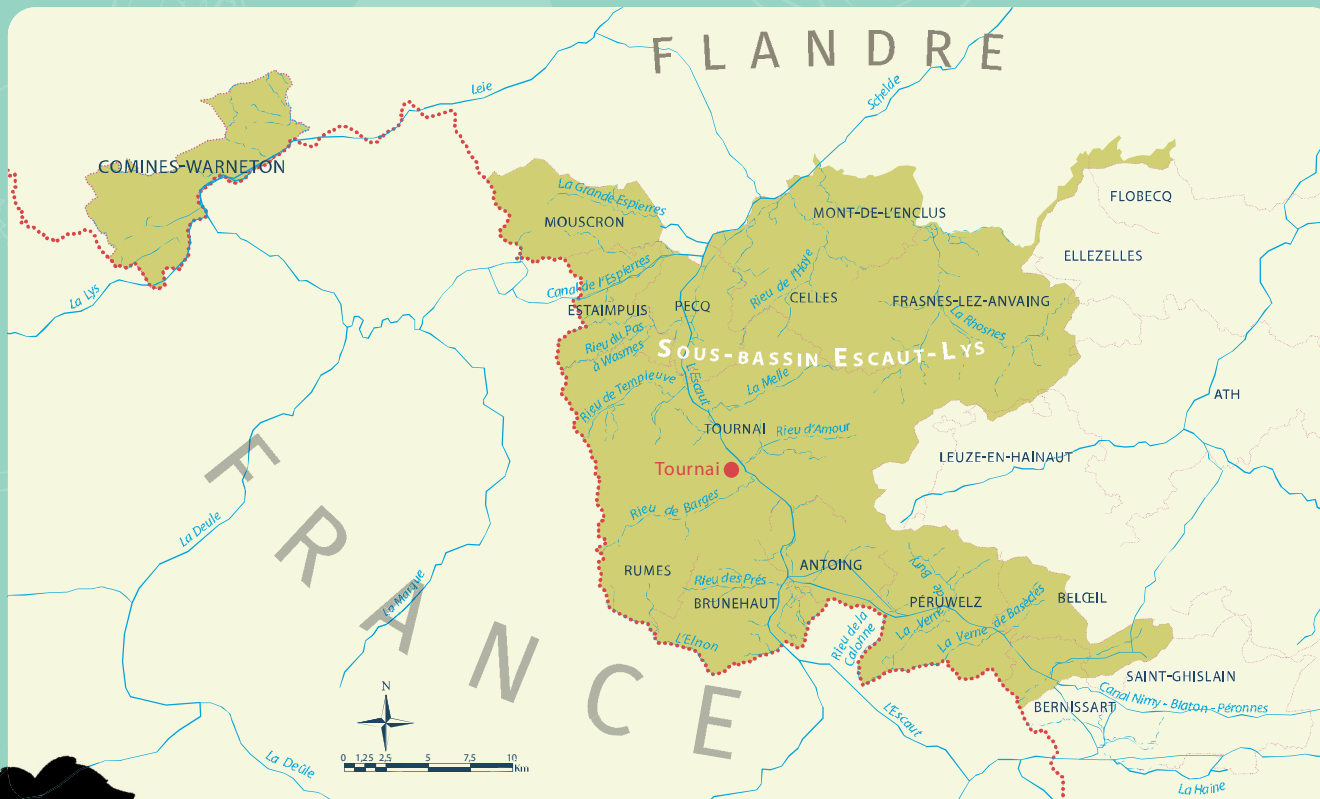 FLANDRE
Leie
Schelde
COMINES-WARNETON
La Grande Espierres
MOUSCRON
MONT-DE-L'ENCLUS
FLOBECQ
ELLEZELLES
La Lys
Canal de l'Espierres
Rieu de l'Haye
ESTAIMPUIS
PECQ
CELLES
FRASNES-LEZ-ANVAING
La Rhosnes
Rieu du Pas
à Wasmes
SOUS-BASSIN ESCAUT-LYS
Rieu de Templeuve
L'Escaut
La Melle
ATH
TOURNAI
Rieu d'Amour
LEUZE-EN-HAINAUT
Tournai
Rieu de Barges
La Deule
FRANCE
La Marque
RUMES
Rieu des Prés
ANTOING
BRUNEHAUT
L'Elnon
Rieu de la
Calonne
La Verne de Bury
PÉRUWELZ
La Verne de Basècles
BELŒIL
SAINT-GHISLAIN
Canal Nimy - Blaton - Péronnes
BERNISSART
L'Escaut
N
0 1,25 2,5 5 7,5 10
Km
La Deûle
La Haine